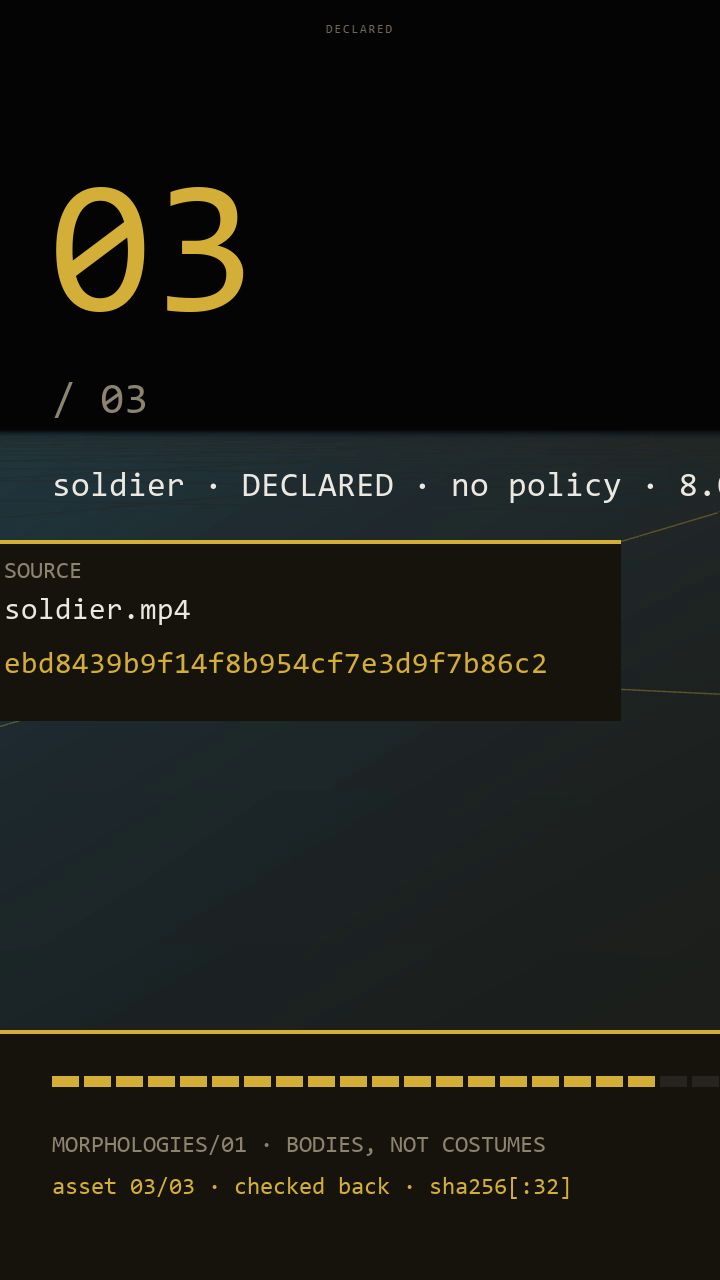 DECLARED
03
/ 03
soldier · DECLARED · no policy · 8.
SOURCE
soldier.mp4
ebd8439b9f14f8b954cf7e3d9f7b86c2
MORPHOLOGIES/01 · BODIES, NOT COSTUMES
asset 03/03 · checked back · sha256[:32]